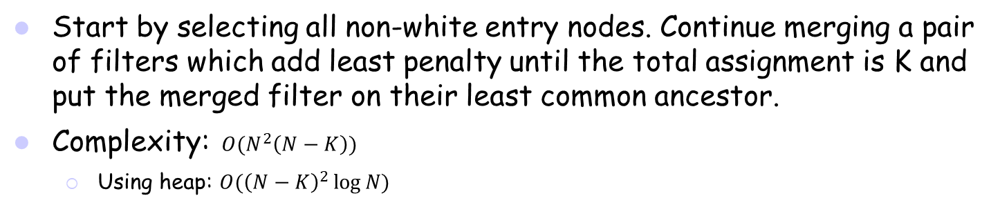 Start by selecting all non-white entry nodes. Continue merging a pair
of filters which add least penalty until the total assignment is K and
put the merged filter on their least common ancestor.
Complexity: O(N²(N − K))
Using heap: O((N − K)² log N)